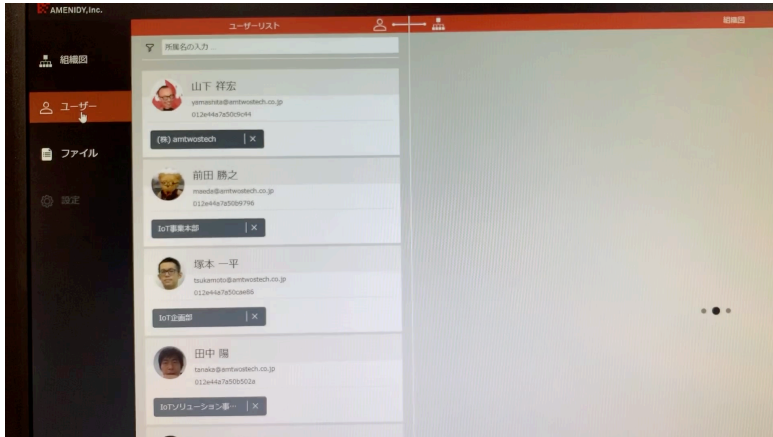 AMENIDY,Inc.
組織図
ユーザー
ファイル
設定
ユーザーリスト
組織図
所属名の入力 ...
山下 祥宏
yamashita@amtwostech.co.jp
012e44a7a50c9c44
(株) amtwostech
×
前田 勝之
maeda@amtwostech.co.jp
012e44a7a50b9796
IoT事業本部
×
塚本 一平
tsukamoto@amtwostech.co.jp
012e44a7a50cae66
IoT企画部
×
田中 陽
tanaka@amtwostech.co.jp
012e44a7a50b502a
IoTソリューション事…
×